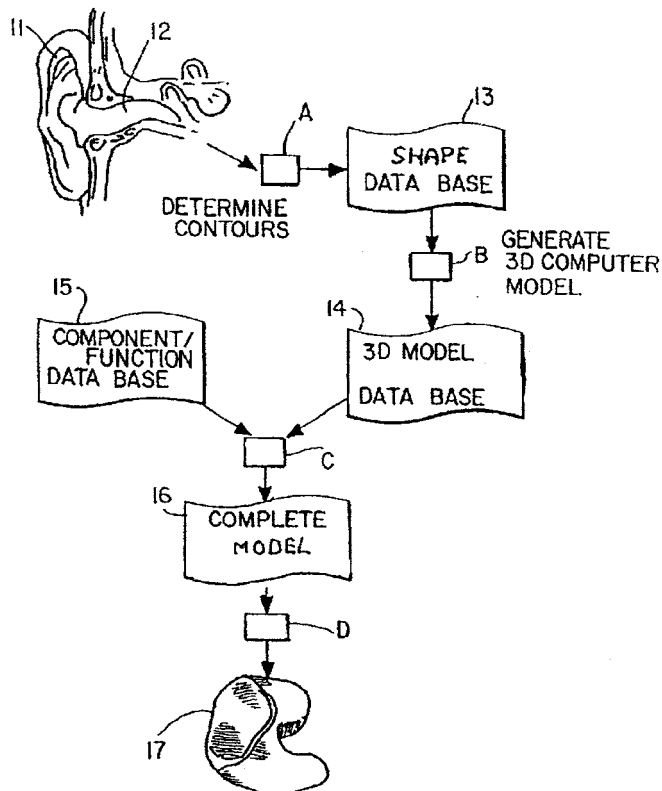 11
12
A
13
SHAPE
DATA BASE
DETERMINE
CONTOURS
B
GENERATE
3D COMPUTER
MODEL
15
COMPONENT/
FUNCTION
DATA BASE
14
3D MODEL
DATA BASE
C
16
COMPLETE
MODEL
D
17